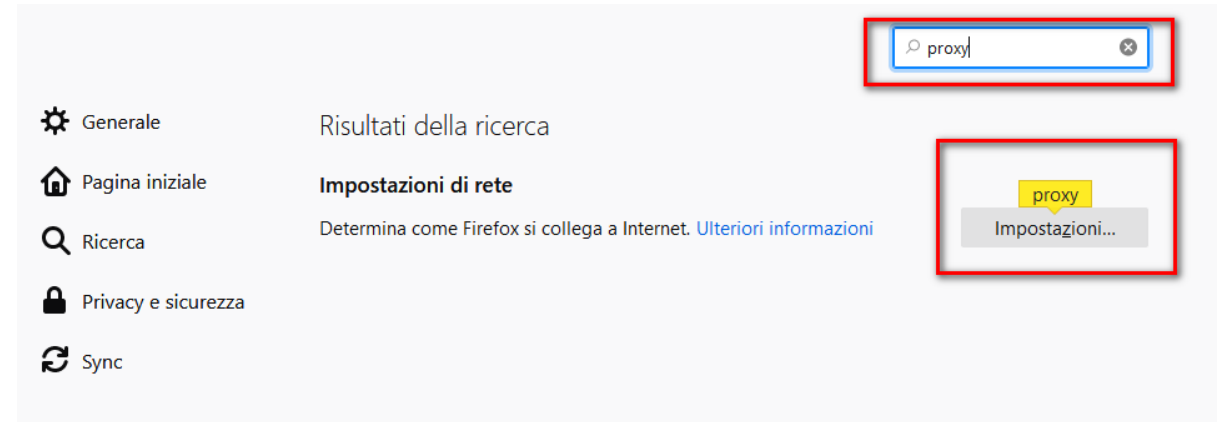 proxy
Generale
Pagina iniziale
Ricerca
Privacy e sicurezza
Sync
Risultati della ricerca
Impostazioni di rete
Determina come Firefox si collega a Internet. Ulteriori informazioni
proxy
Impostazioni...